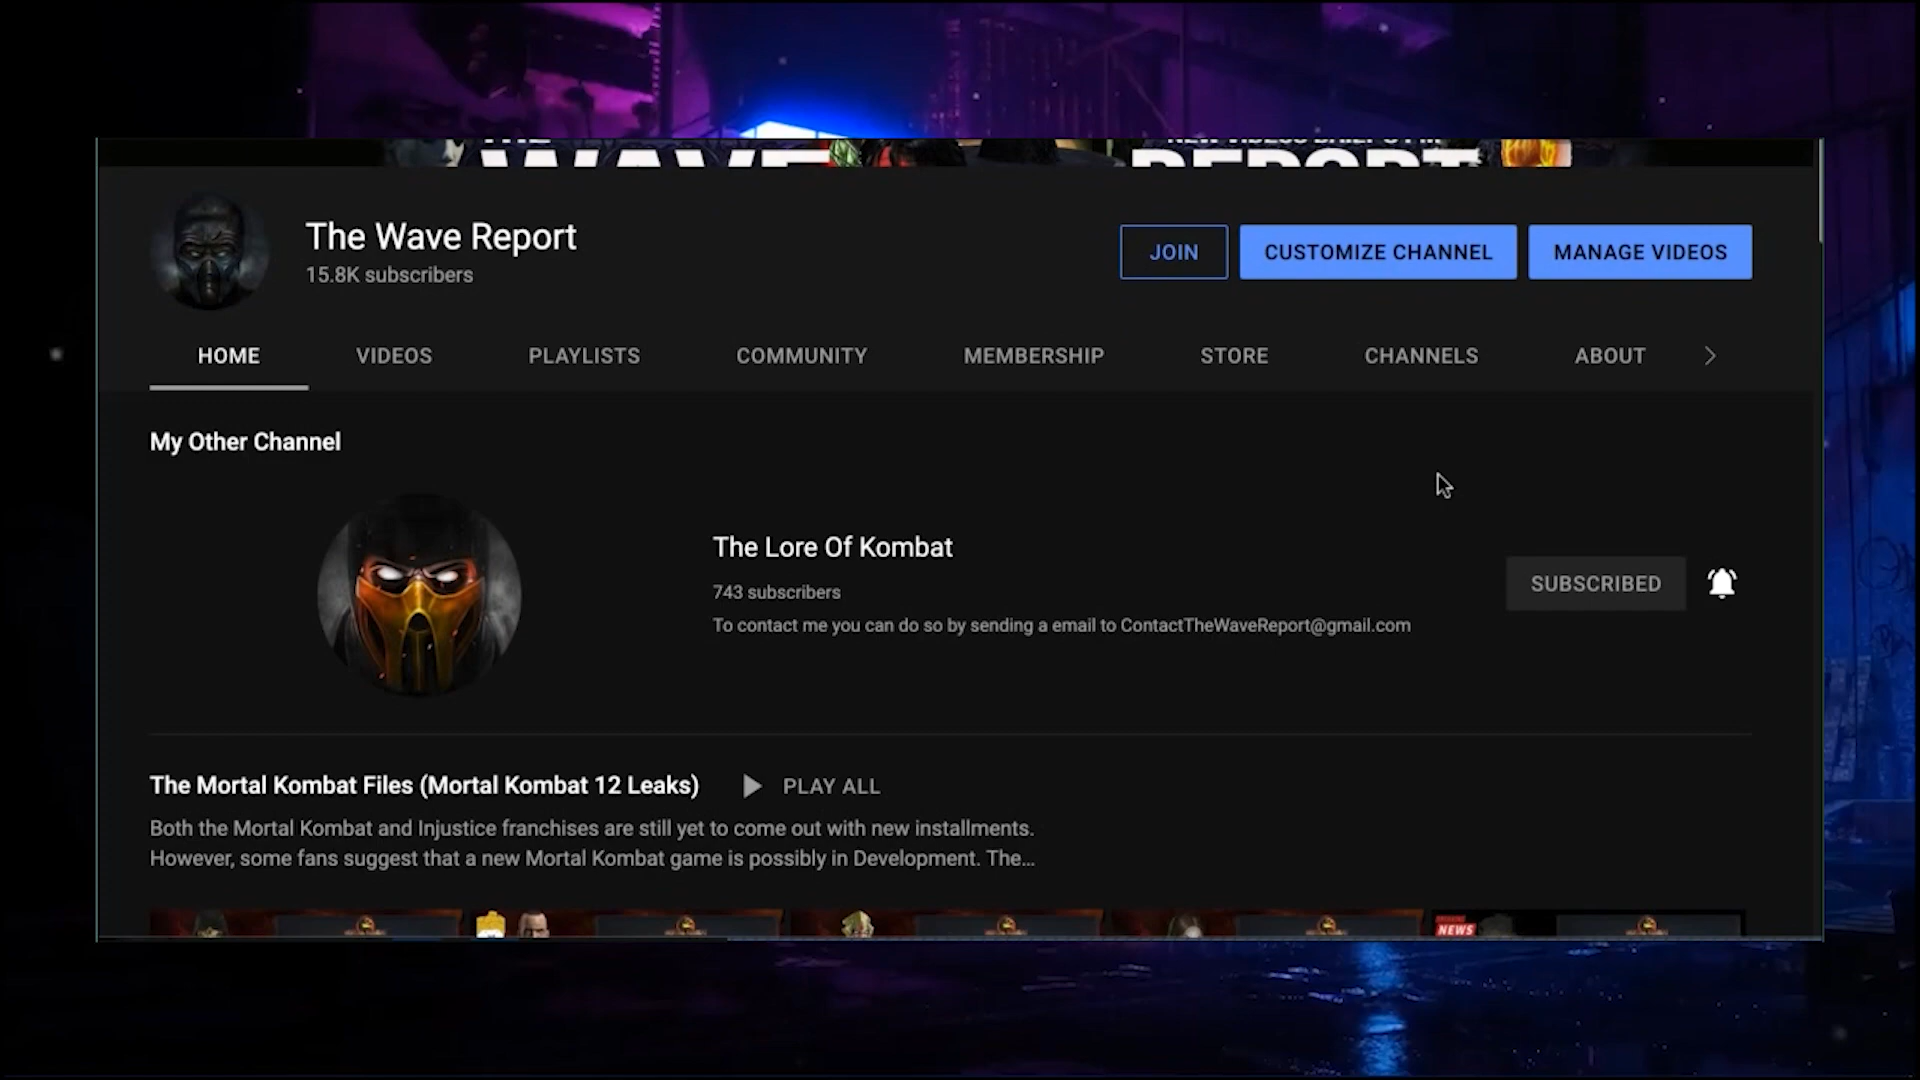 WAVE
REPORT
The Wave Report
15.8K subscribers
JOIN
CUSTOMIZE CHANNEL
MANAGE VIDEOS
HOME
VIDEOS
PLAYLISTS
COMMUNITY
MEMBERSHIP
STORE
CHANNELS
ABOUT
My Other Channel
The Lore Of Kombat
743 subscribers
To contact me you can do so by sending a email to ContactTheWaveReport@gmail.com
SUBSCRIBED
The Mortal Kombat Files (Mortal Kombat 12 Leaks)
PLAY ALL
Both the Mortal Kombat and Injustice franchises are still yet to come out with new installments.
However, some fans suggest that a new Mortal Kombat game is possibly in Development. The...
NEWS